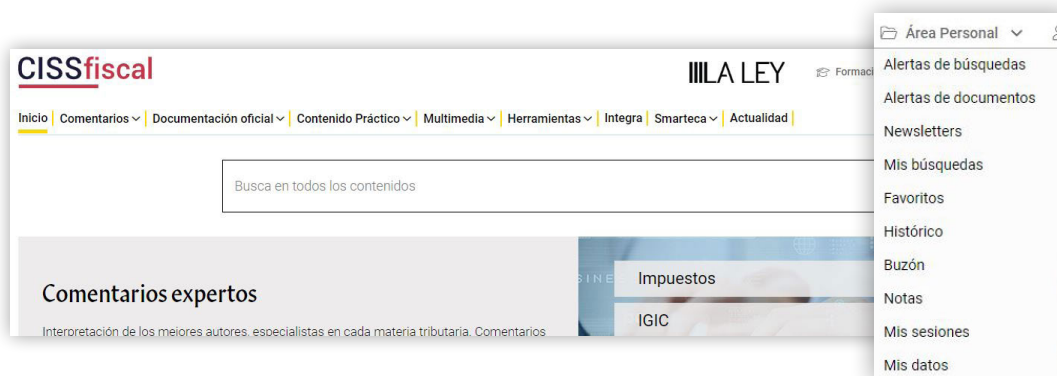 CISSfiscal
LA LEY
Inicio Comentarios Documentación oficial Contenido Práctico Multimedia Herramientas Integra Smarteca Actualidad
Busca en todos los contenidos
Comentarios expertos
Interpretación de los mejores autores, especialistas en cada materia tributaria. Comentarios
SINE
Impuestos
IGIC
Área Personal
Alertas de búsquedas
Alertas de documentos
Newsletters
Mis búsquedas
Favoritos
Histórico
Buzón
Notas
Mis sesiones
Mis datos